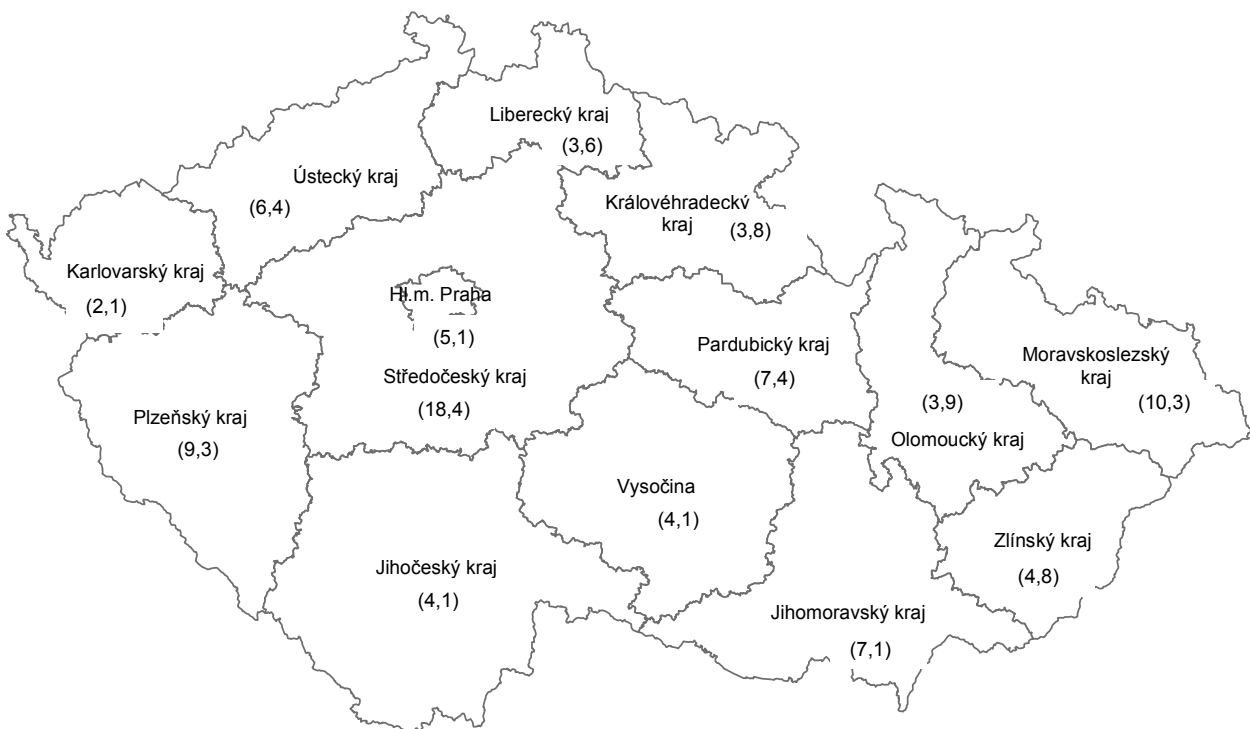 Liberecký kraj
(3,6)
Ústecký kraj
(6,4)
Královéhradecký
kraj
(3,8)
Karlovarský kraj
(2,1)
Hl.m. Praha
(5,1)
Středočeský kraj
(18,4)
Pardubický kraj
(7,4)
Moravskoslezský
kraj
(10,3)
(3,9)
Olomoucký kraj
Plzeňský kraj
(9,3)
Vysočina
(4,1)
Zlínský kraj
(4,8)
Jihočeský kraj
(4,1)
Jihomoravský kraj
(7,1)